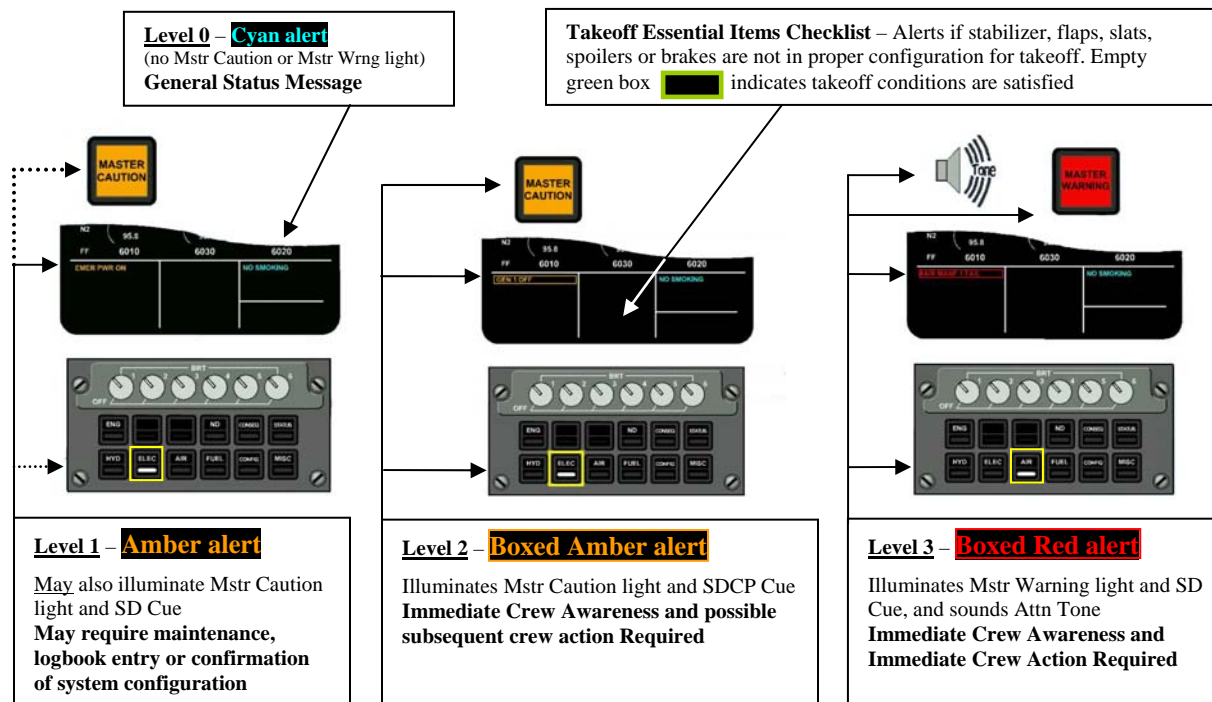 Level 0 – Cyan alert
(no Mstr Caution or Mstr Wrng light)
General Status Message
Takeoff Essential Items Checklist – Alerts if stabilizer, flaps, slats,
spoilers or brakes are not in proper configuration for takeoff. Empty
green box indicates takeoff conditions are satisfied
MASTER
CAUTION
N2 95.8
FF 6010 6030 6020
EMER PWR ON NO SMOKING
BRT
1 2 3 4 5 6
OFF
ENG ND CONSEQ STATUS
HYD ELEC AIR FUEL CONFIG MISC
Level 1 – Amber alert
May also illuminate Mstr Caution
light and SD Cue
May require maintenance,
logbook entry or confirmation
of system configuration
MASTER
CAUTION
N2 95.8
FF 6010 6030 6020
GEN 1 OFF NO SMOKING
BRT
1 2 3 4 5 6
OFF
ENG ND CONSEQ STATUS
HYD ELEC AIR FUEL CONFIG MISC
Level 2 – Boxed Amber alert
Illuminates Mstr Caution light and SDCP Cue
Immediate Crew Awareness and possible
subsequent crew action Required
Tone
MASTER
WARNING
N2 95.8
FF 6010 6030 6020
NO SMOKING
BRT
1 2 3 4 5 6
OFF
ENG ND CONSEQ STATUS
HYD ELEC AIR FUEL CONFIG MISC
Level 3 – Boxed Red alert
Illuminates Mstr Warning light and SD
Cue, and sounds Attn Tone
Immediate Crew Awareness and
Immediate Crew Action Required